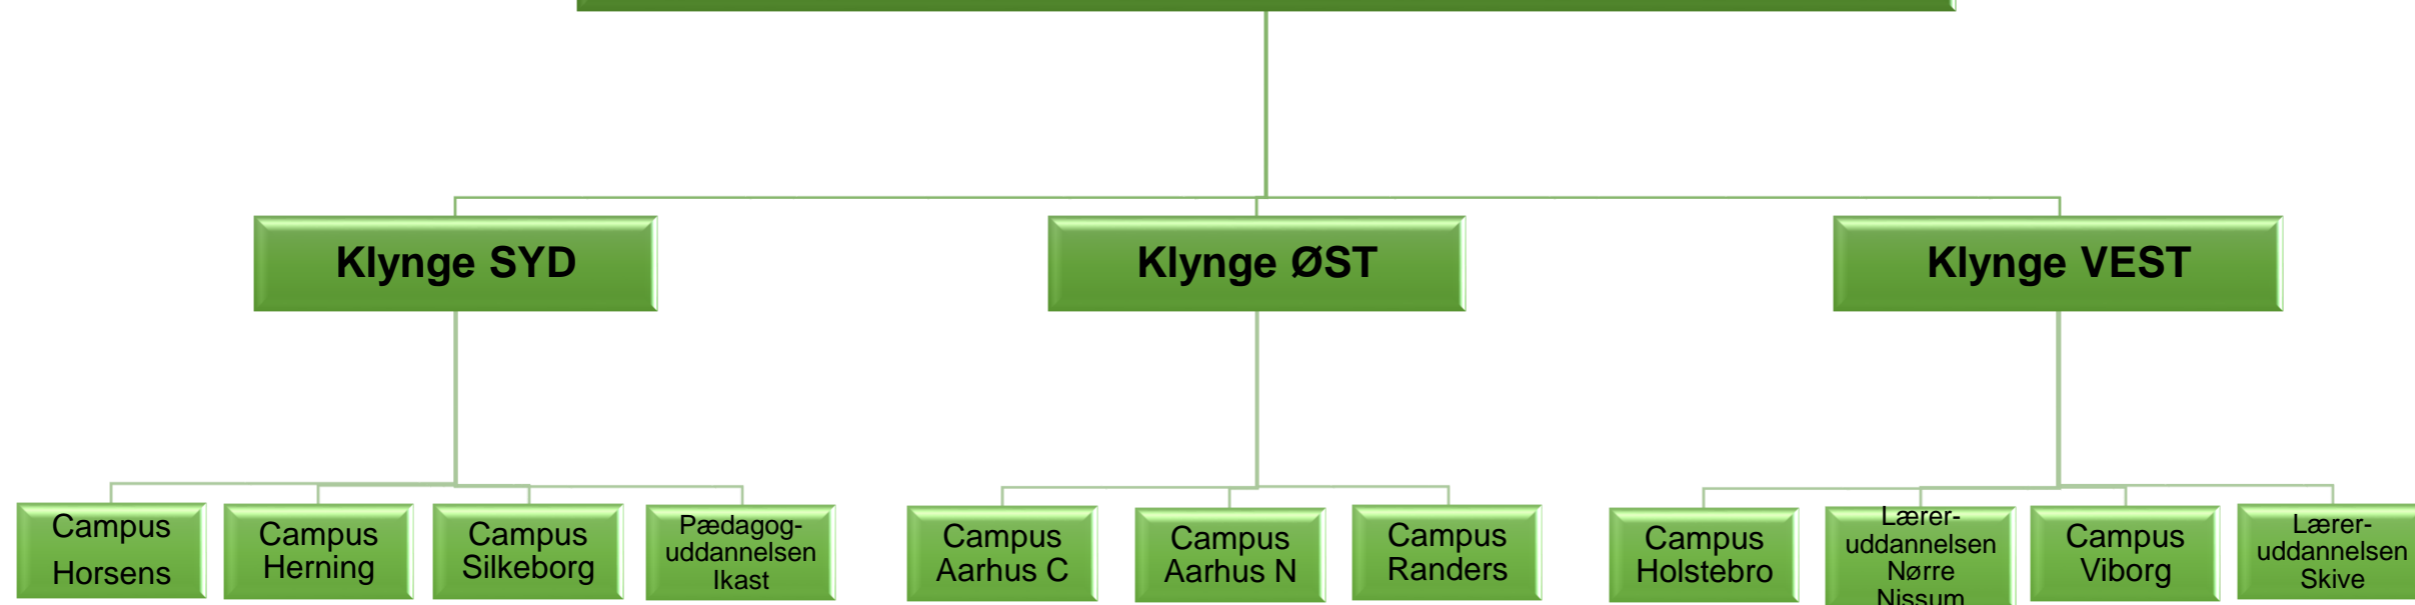 Klynge SYD
Klynge ØST
Klynge VEST
Campus
Horsens
Campus
Herning
Campus
Silkeborg
Pædagog-
uddannelsen
Ikast
Campus
Aarhus C
Campus
Aarhus N
Campus
Randers
Campus
Holstebro
Lærer-
uddannelsen
Nørre
Nissum
Campus
Viborg
Lærer-
uddannelsen
Skive